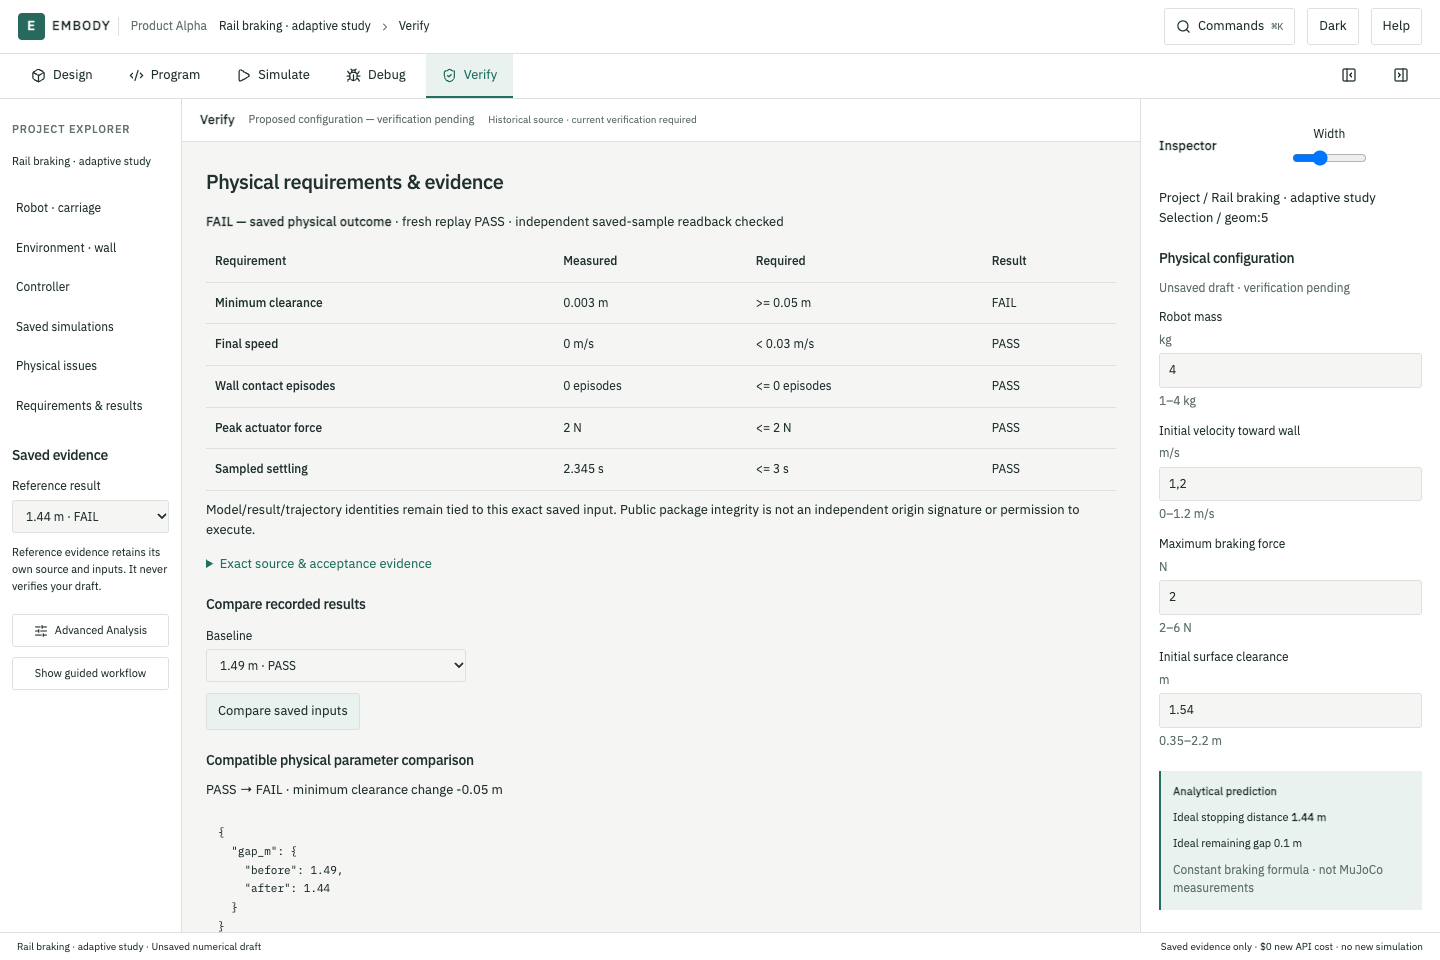 E EMBODY Product Alpha Rail braking · adaptive study > Verify Commands ⌘K Dark Help
Design Program Simulate Debug Verify
PROJECT EXPLORER
Rail braking · adaptive study
Robot · carriage
Environment · wall
Controller
Saved simulations
Physical issues
Requirements & results
Saved evidence
Reference result
1.44 m · FAIL
Reference evidence retains its
own source and inputs. It never
verifies your draft.
Advanced Analysis
Show guided workflow
Verify Proposed configuration — verification pending Historical source · current verification required
Physical requirements & evidence
FAIL — saved physical outcome · fresh replay PASS · independent saved-sample readback checked
Requirement Measured Required Result
Minimum clearance 0.003 m >= 0.05 m FAIL
Final speed 0 m/s < 0.03 m/s PASS
Wall contact episodes 0 episodes <= 0 episodes PASS
Peak actuator force 2 N <= 2 N PASS
Sampled settling 2.345 s <= 3 s PASS
Model/result/trajectory identities remain tied to this exact saved input. Public package integrity is not an independent origin signature or permission to
execute.
Exact source & acceptance evidence
Compare recorded results
Baseline
1.49 m · PASS
Compare saved inputs
Compatible physical parameter comparison
PASS → FAIL · minimum clearance change -0.05 m
{
"gap_m": {
"before": 1.49,
"after": 1.44
}
}
Inspector
Width
Project / Rail braking · adaptive study
Selection / geom:5
Physical configuration
Unsaved draft · verification pending
Robot mass
kg
4
1–4 kg
Initial velocity toward wall
m/s
1,2
0–1.2 m/s
Maximum braking force
N
2
2–6 N
Initial surface clearance
m
1.54
0.35–2.2 m
Analytical prediction
Ideal stopping distance 1.44 m
Ideal remaining gap 0.1 m
Constant braking formula · not MuJoCo
measurements
Rail braking · adaptive study · Unsaved numerical draft
Saved evidence only · $0 new API cost · no new simulation